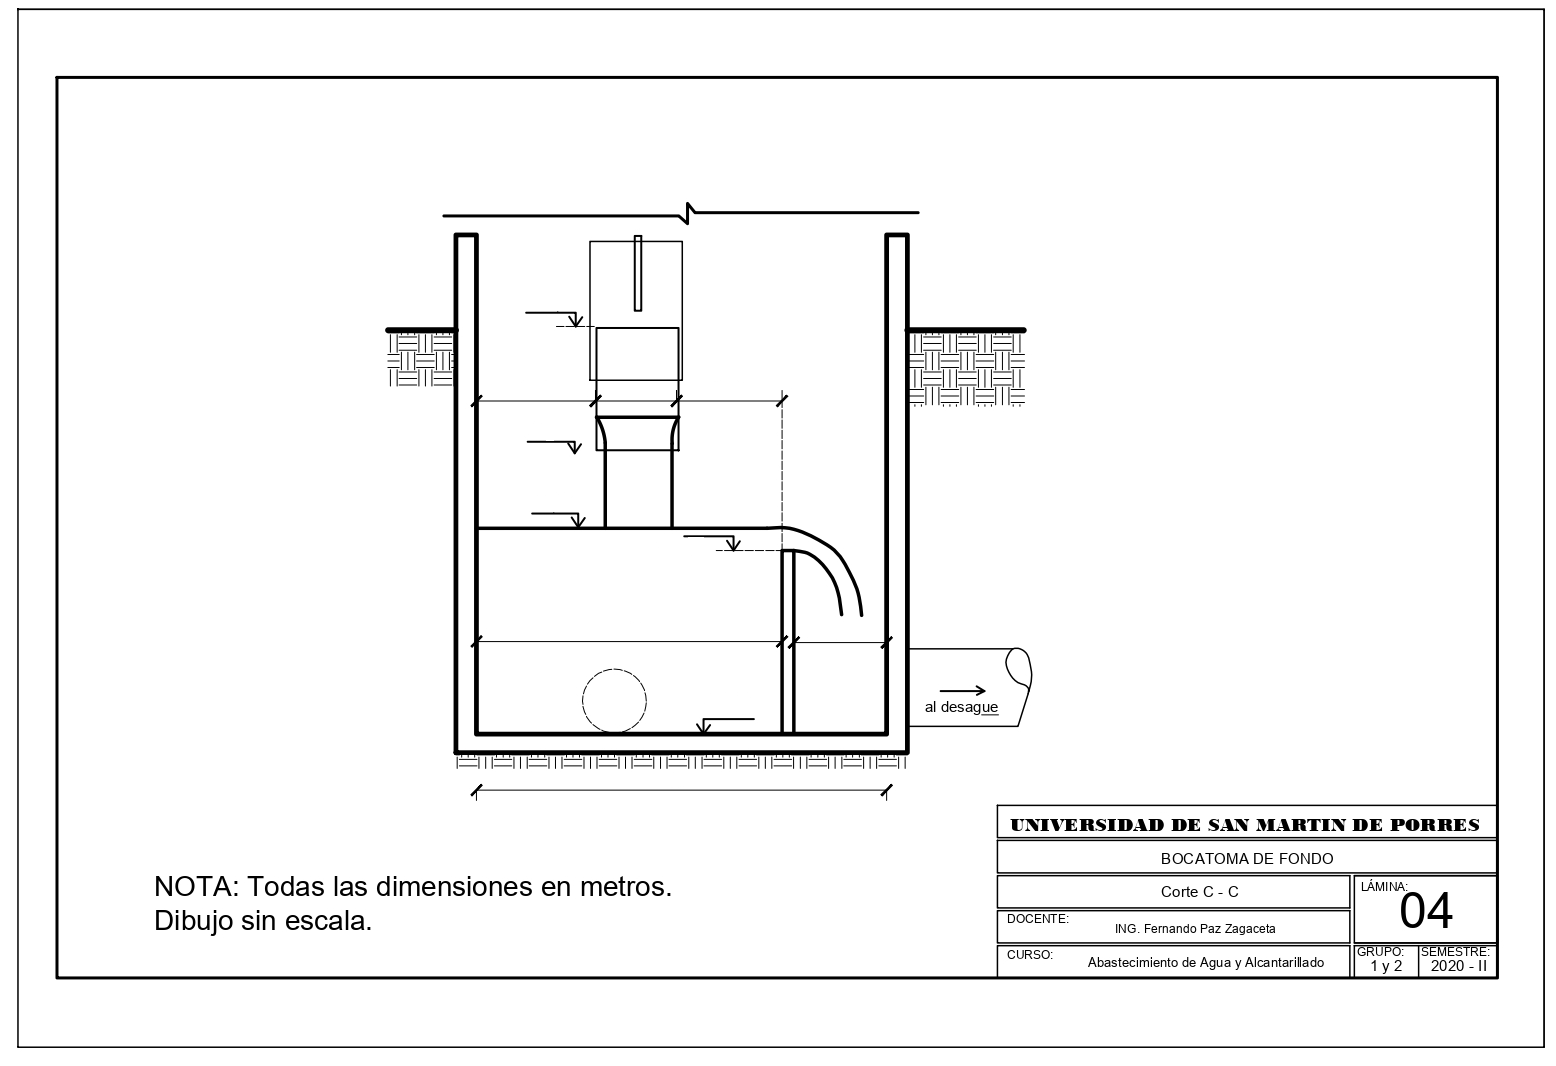 al desague
UNIVERSIDAD DE SAN MARTIN DE PORRES
BOCATOMA DE FONDO
Corte C - C
LÁMINA:
04
DOCENTE:
ING. Fernando Paz Zagaceta
CURSO:
Abastecimiento de Agua y Alcantarillado
GRUPO:
1 y 2
SEMESTRE:
2020 - II
NOTA: Todas las dimensiones en metros.
Dibujo sin escala.